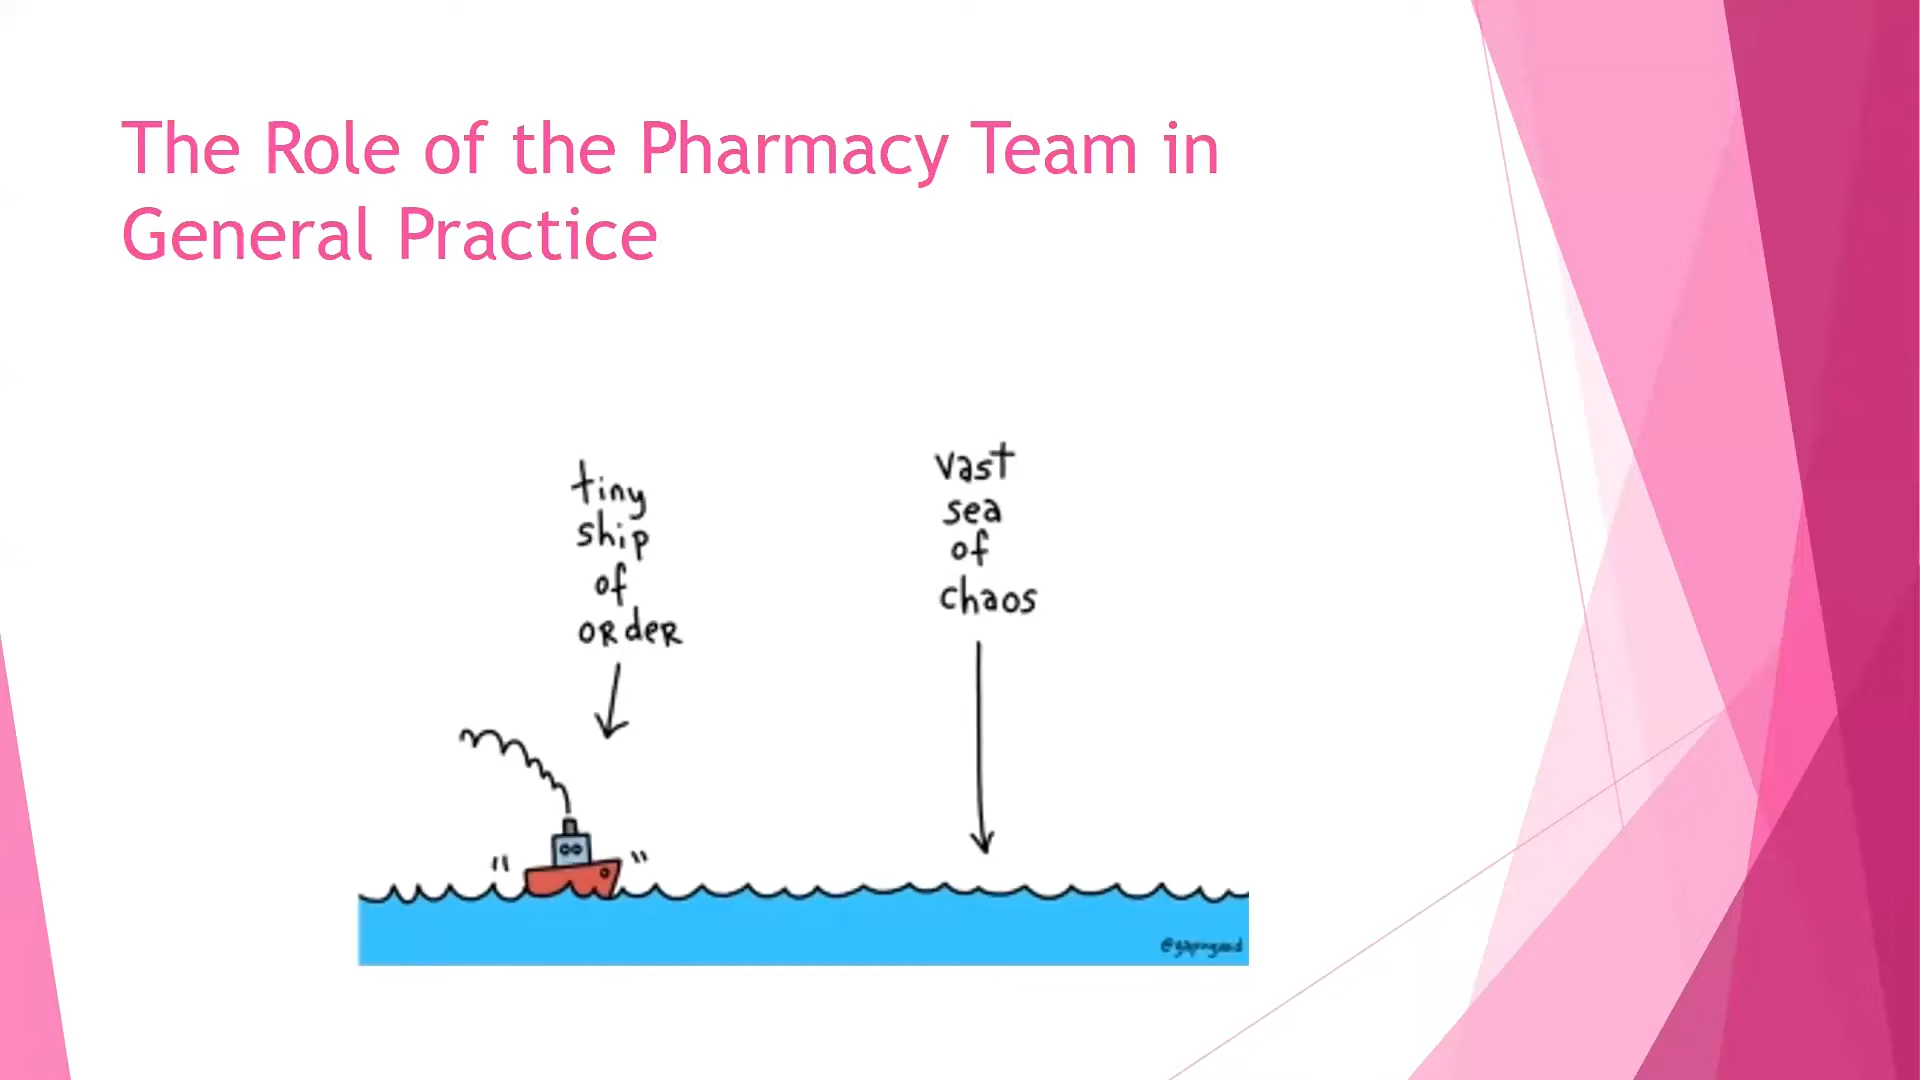 The Role of the Pharmacy Team in
General Practice
tiny
ship
of
order
vast
sea
of
chaos